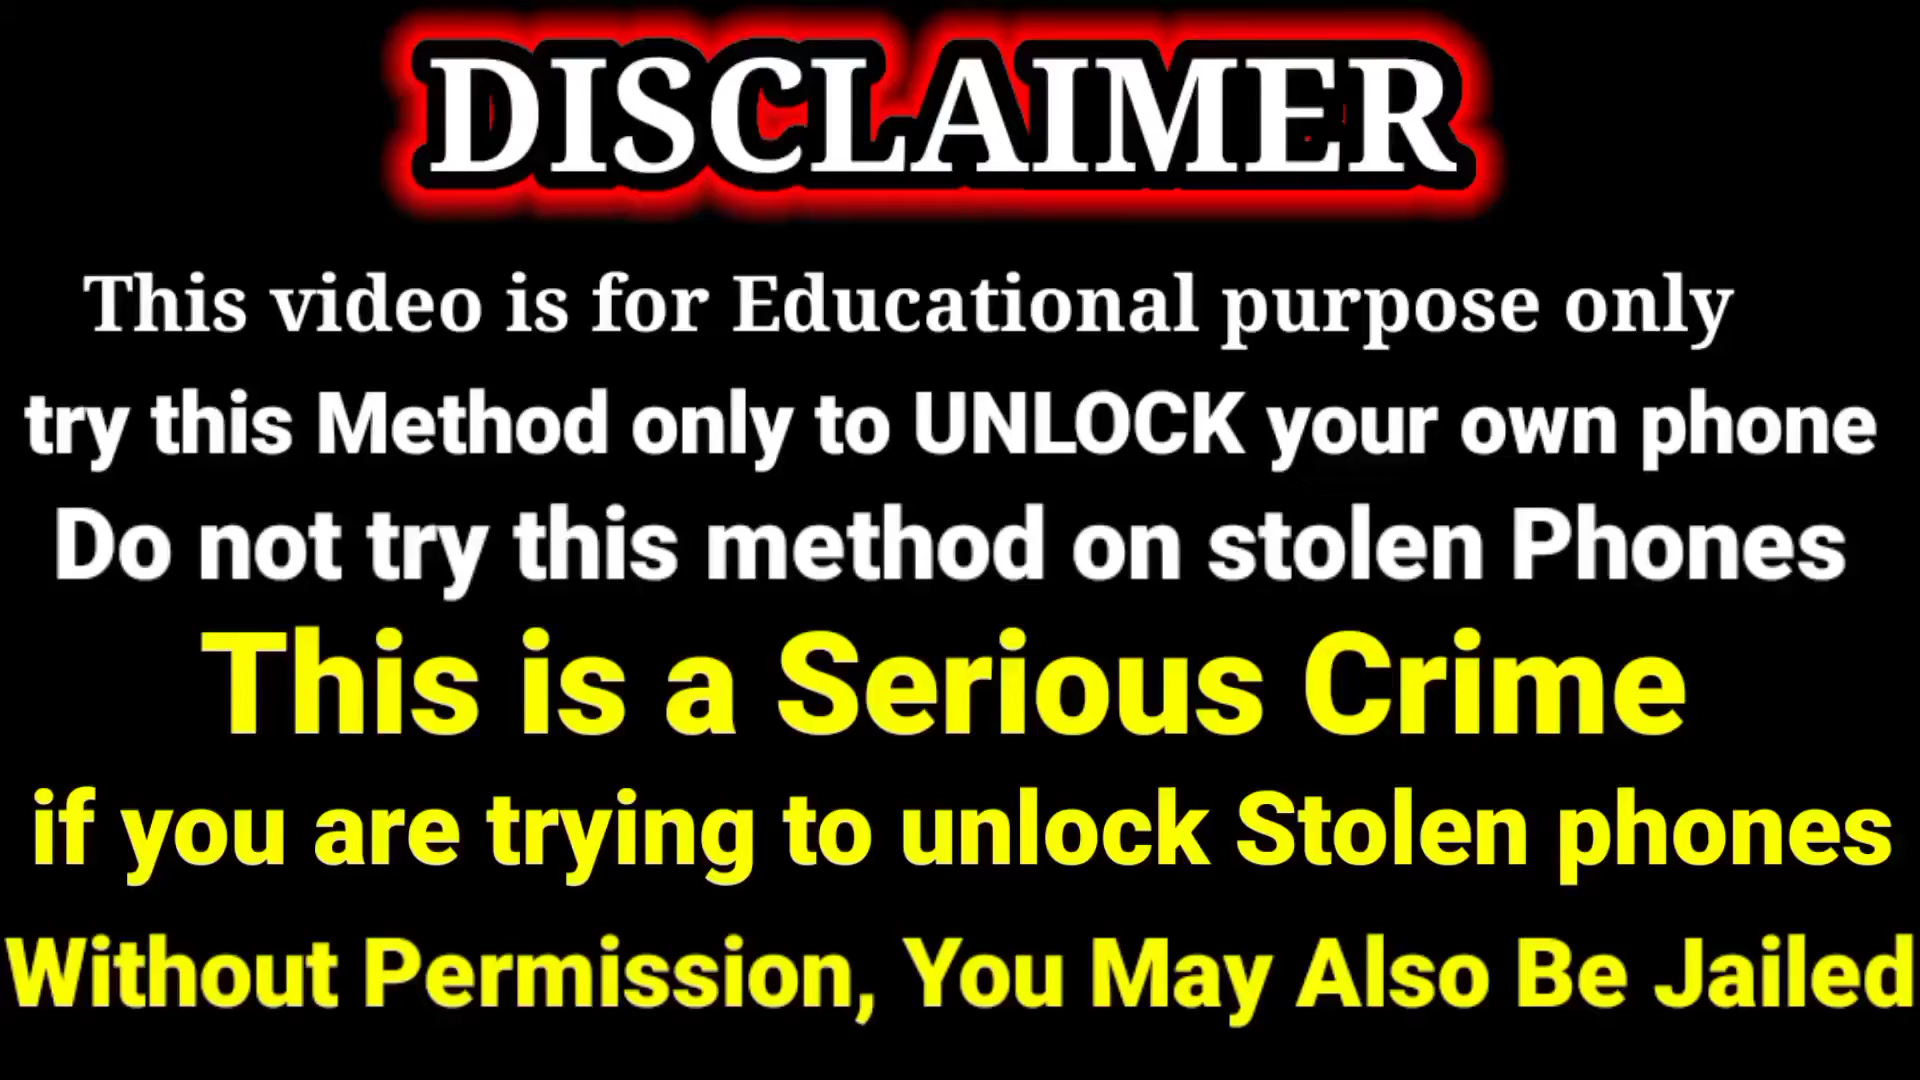 DISCLAIMER
This video is for Educational purpose only
try this Method only to UNLOCK your own phone
Do not try this method on stolen Phones
This is a Serious Crime
if you are trying to unlock Stolen phones
Without Permission, You May Also Be Jailed